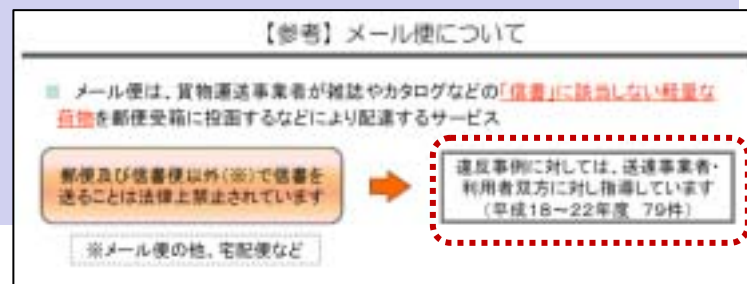 【参考】メール便について
■ メール便は、貨物運送事業者が雑誌やカタログなどの「信書」に該当しない軽量な
荷物を郵便受箱に投函するなどにより配達するサービス
郵便及び信書便以外(※)で信書を
送ることは法律上禁止されています
違反事例に対しては、送達事業者・
利用者双方に対し指導しています
(平成18~22年度 79件)
※メール便の他、宅配便など